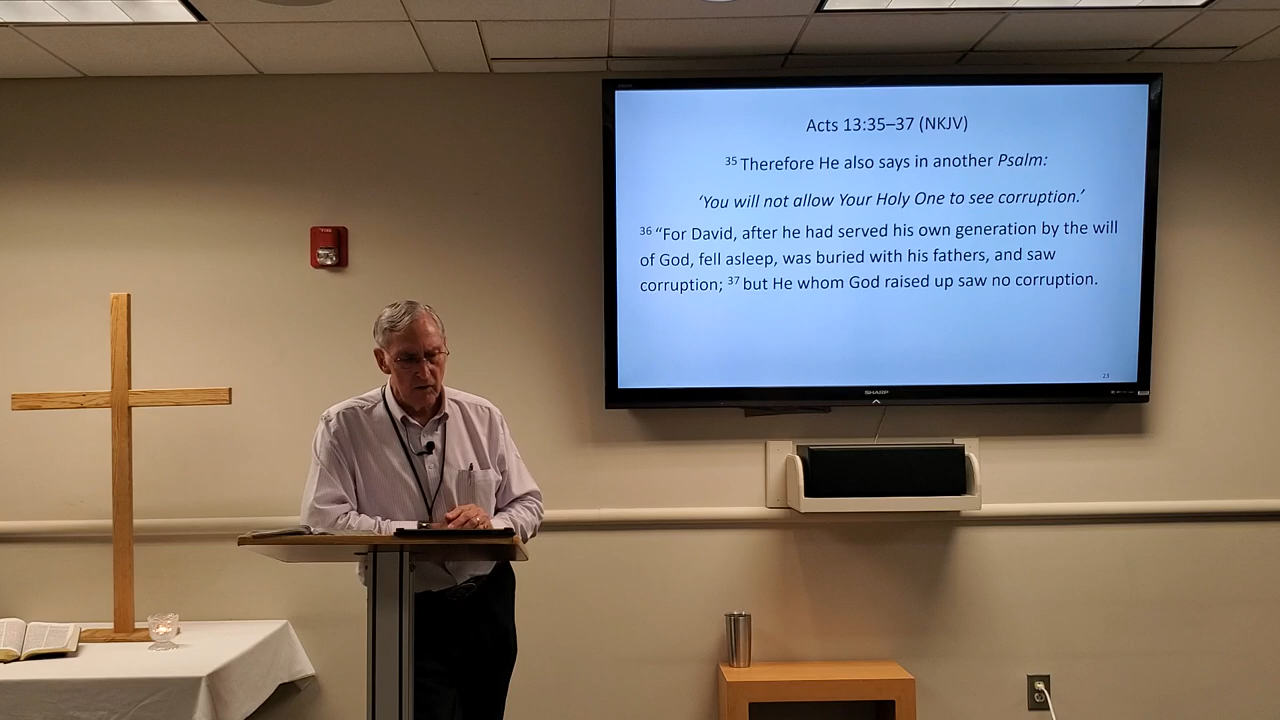 Acts 13:35–37 (NKJV)
35 Therefore He also says in another Psalm:
‘You will not allow Your Holy One to see corruption.’
36 “For David, after he had served his own generation by the will
of God, fell asleep, was buried with his fathers, and saw
corruption; 37 but He whom God raised up saw no corruption.
23
SHARP
FIRE